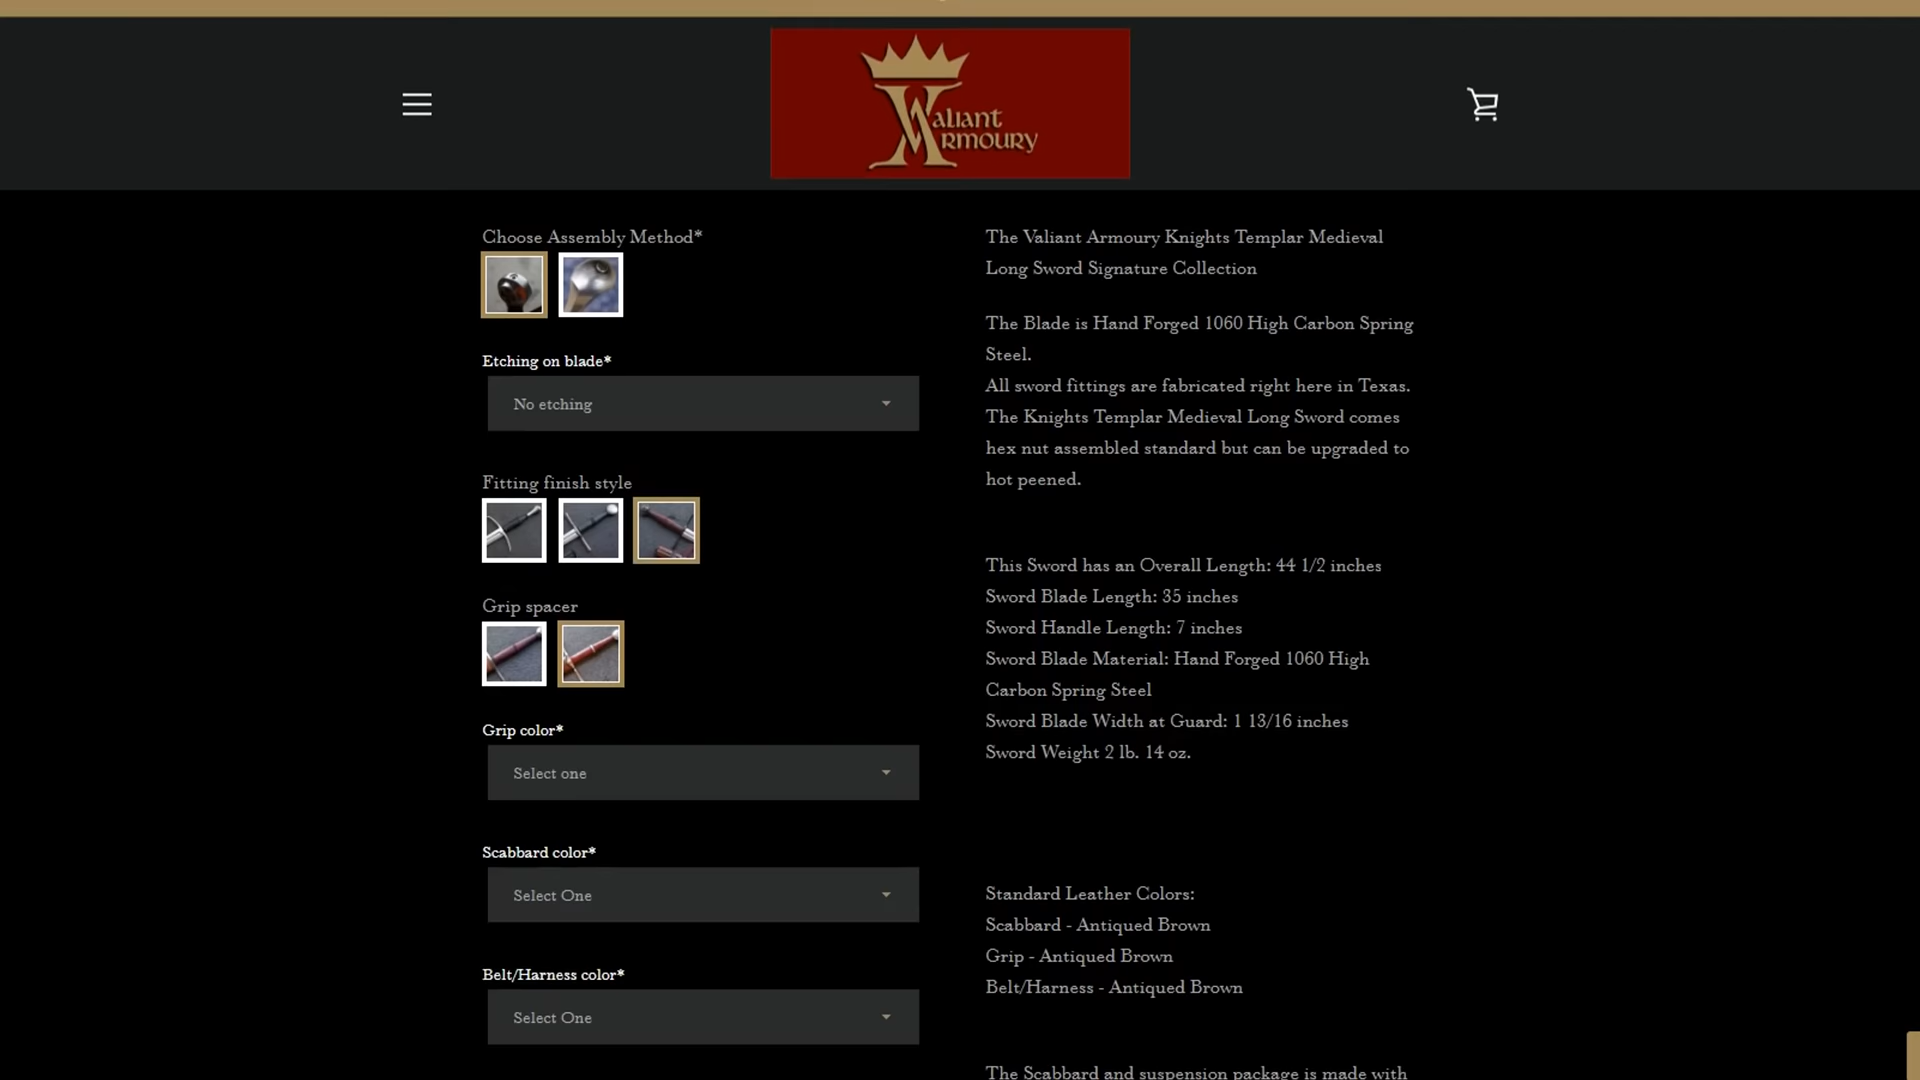 Valiant
Armoury
Choose Assembly Method*
Etching on blade*
No etching
Fitting finish style
Grip spacer
Grip color*
Select one
Scabbard color*
Select One
Belt/Harness color*
Select One
The Valiant Armoury Knights Templar Medieval
Long Sword Signature Collection
The Blade is Hand Forged 1060 High Carbon Spring
Steel.
All sword fittings are fabricated right here in Texas.
The Knights Templar Medieval Long Sword comes
hex nut assembled standard but can be upgraded to
hot peened.
This Sword has an Overall Length: 44 1/2 inches
Sword Blade Length: 35 inches
Sword Handle Length: 7 inches
Sword Blade Material: Hand Forged 1060 High
Carbon Spring Steel
Sword Blade Width at Guard: 1 13/16 inches
Sword Weight 2 lb. 14 oz.
Standard Leather Colors:
Scabbard - Antiqued Brown
Grip - Antiqued Brown
Belt/Harness - Antiqued Brown
The Scabbard and suspension package is made with